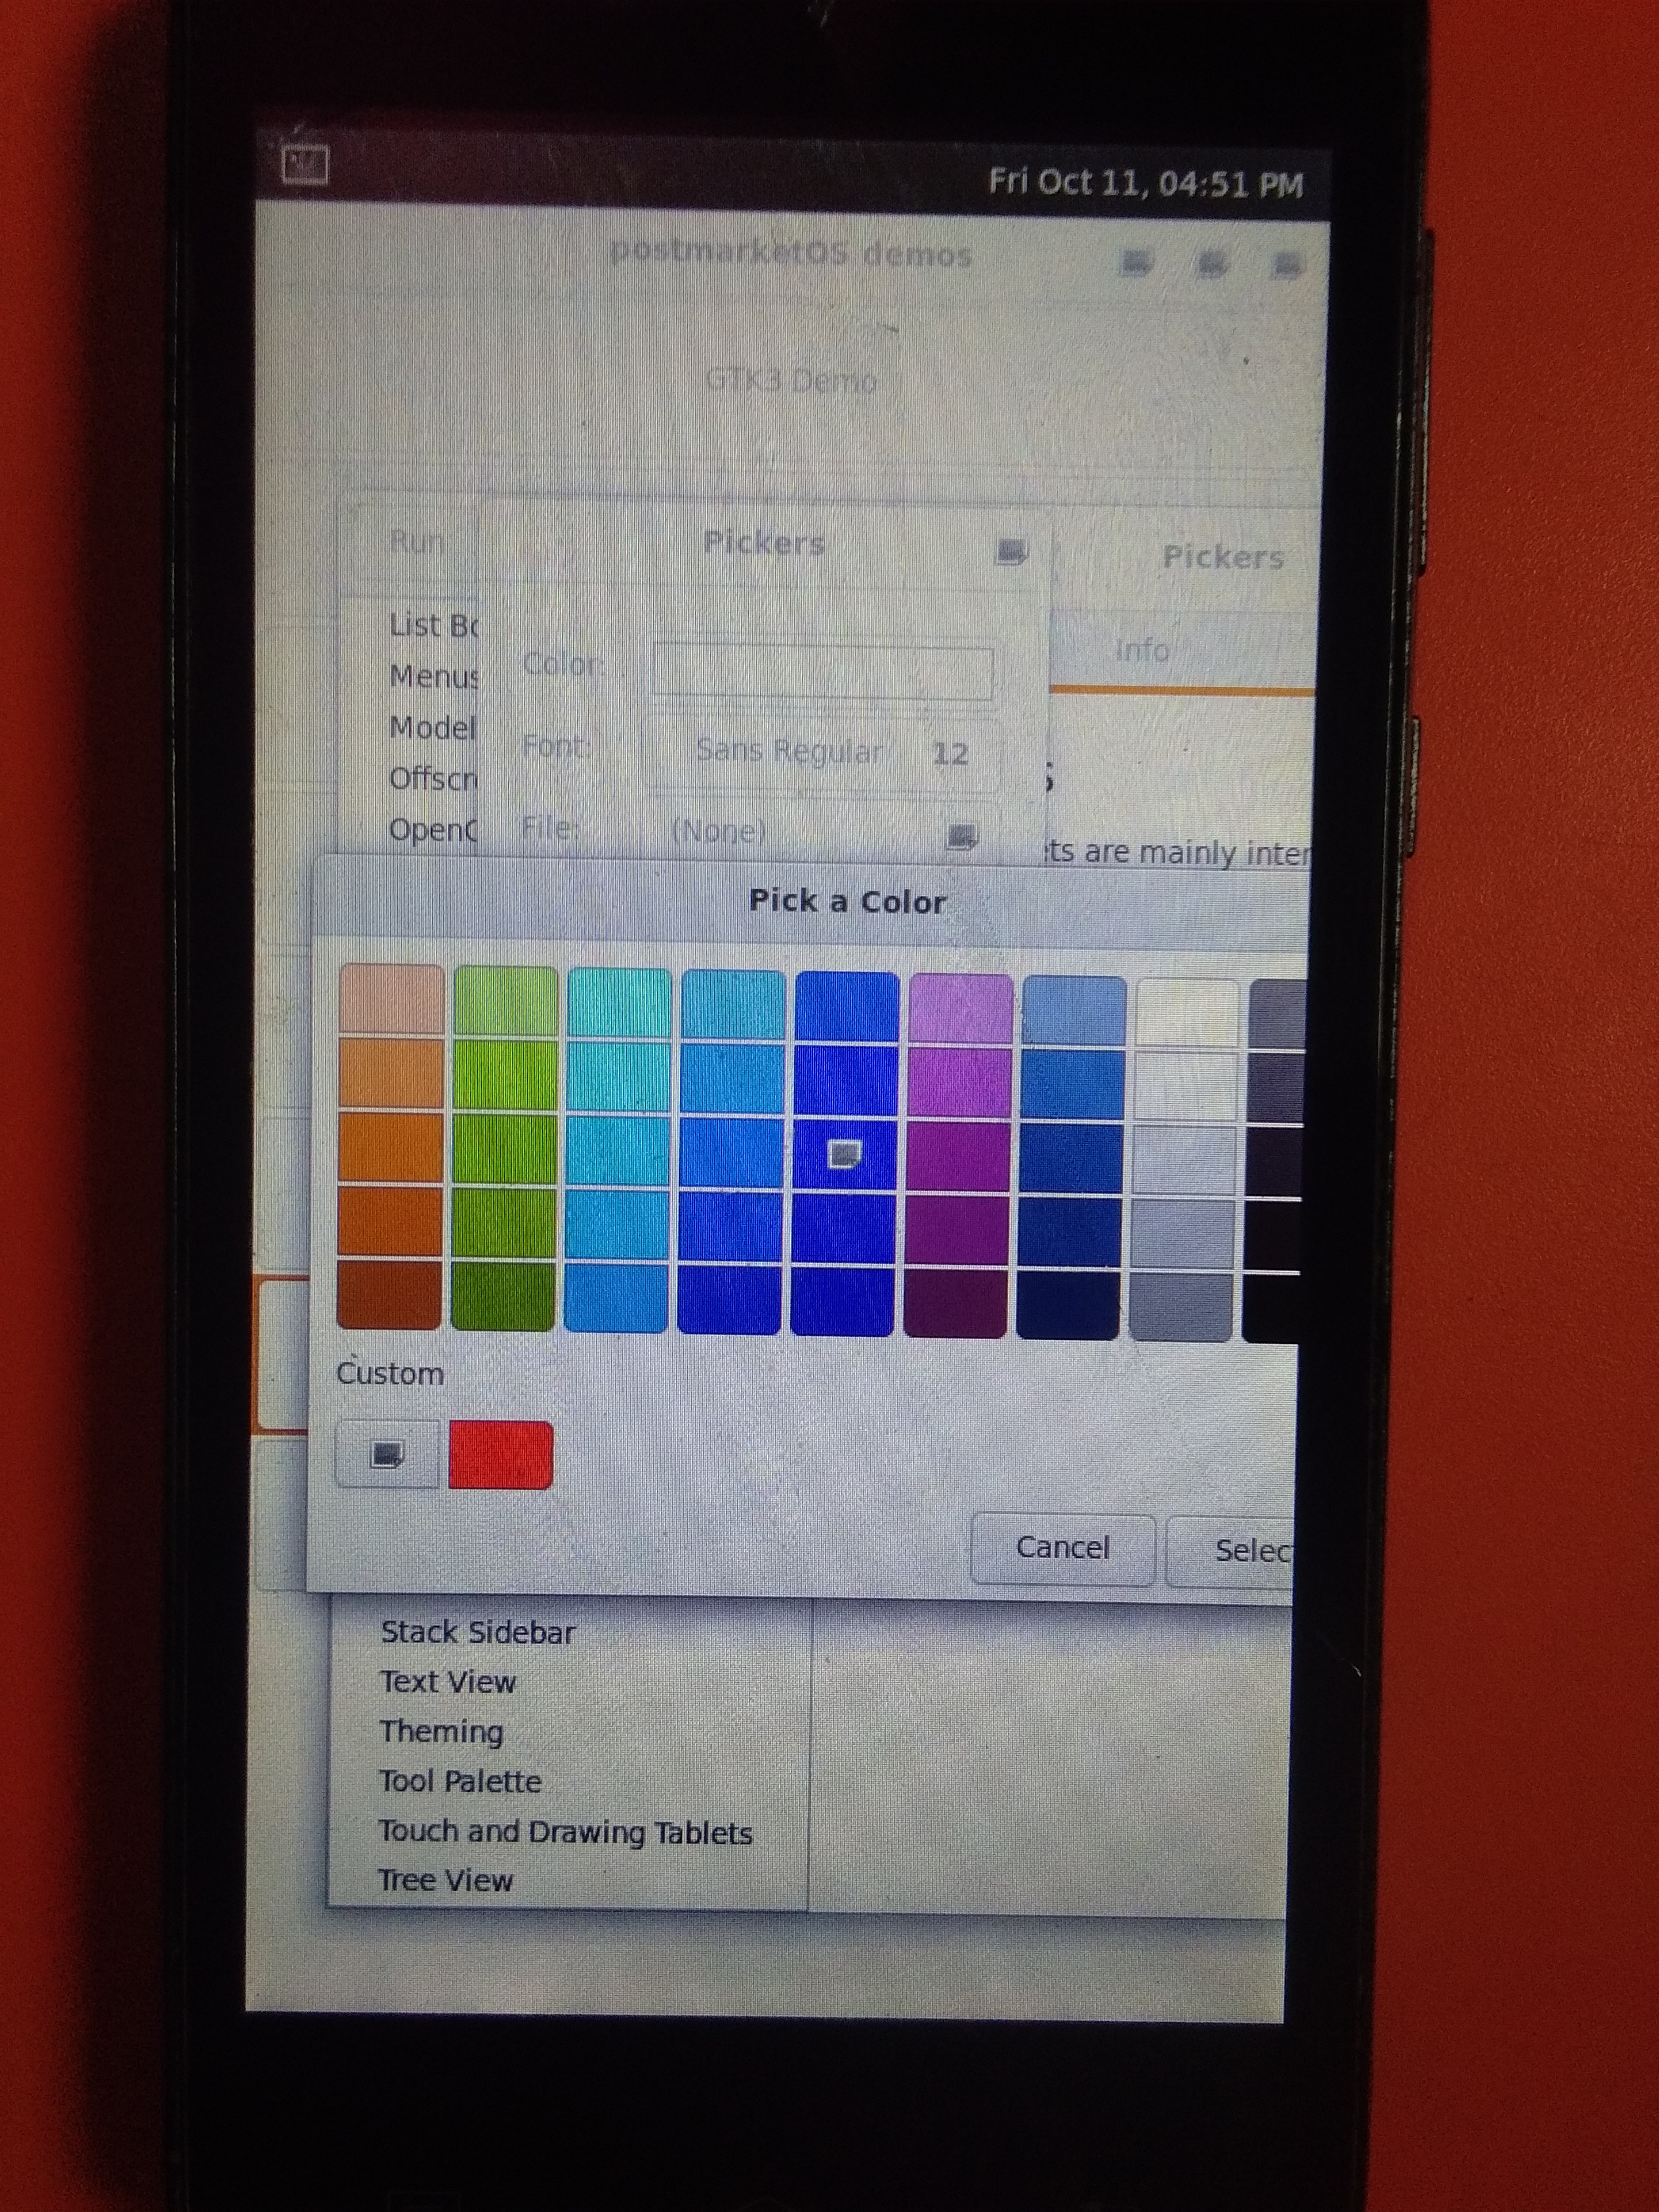 Fri Oct 11, 04:51 PM
postmarketOS demos
GTK3 Demo
Run
Pickers
Pickers
List Bo
Menus
Model
Offscr
OpenG
Color:
Font:
Sans Regular 12
File:
(None)
Info
s
ts are mainly inter
Pick a Color
Custom
Cancel
Selec
Stack Sidebar
Text View
Theming
Tool Palette
Touch and Drawing Tablets
Tree View